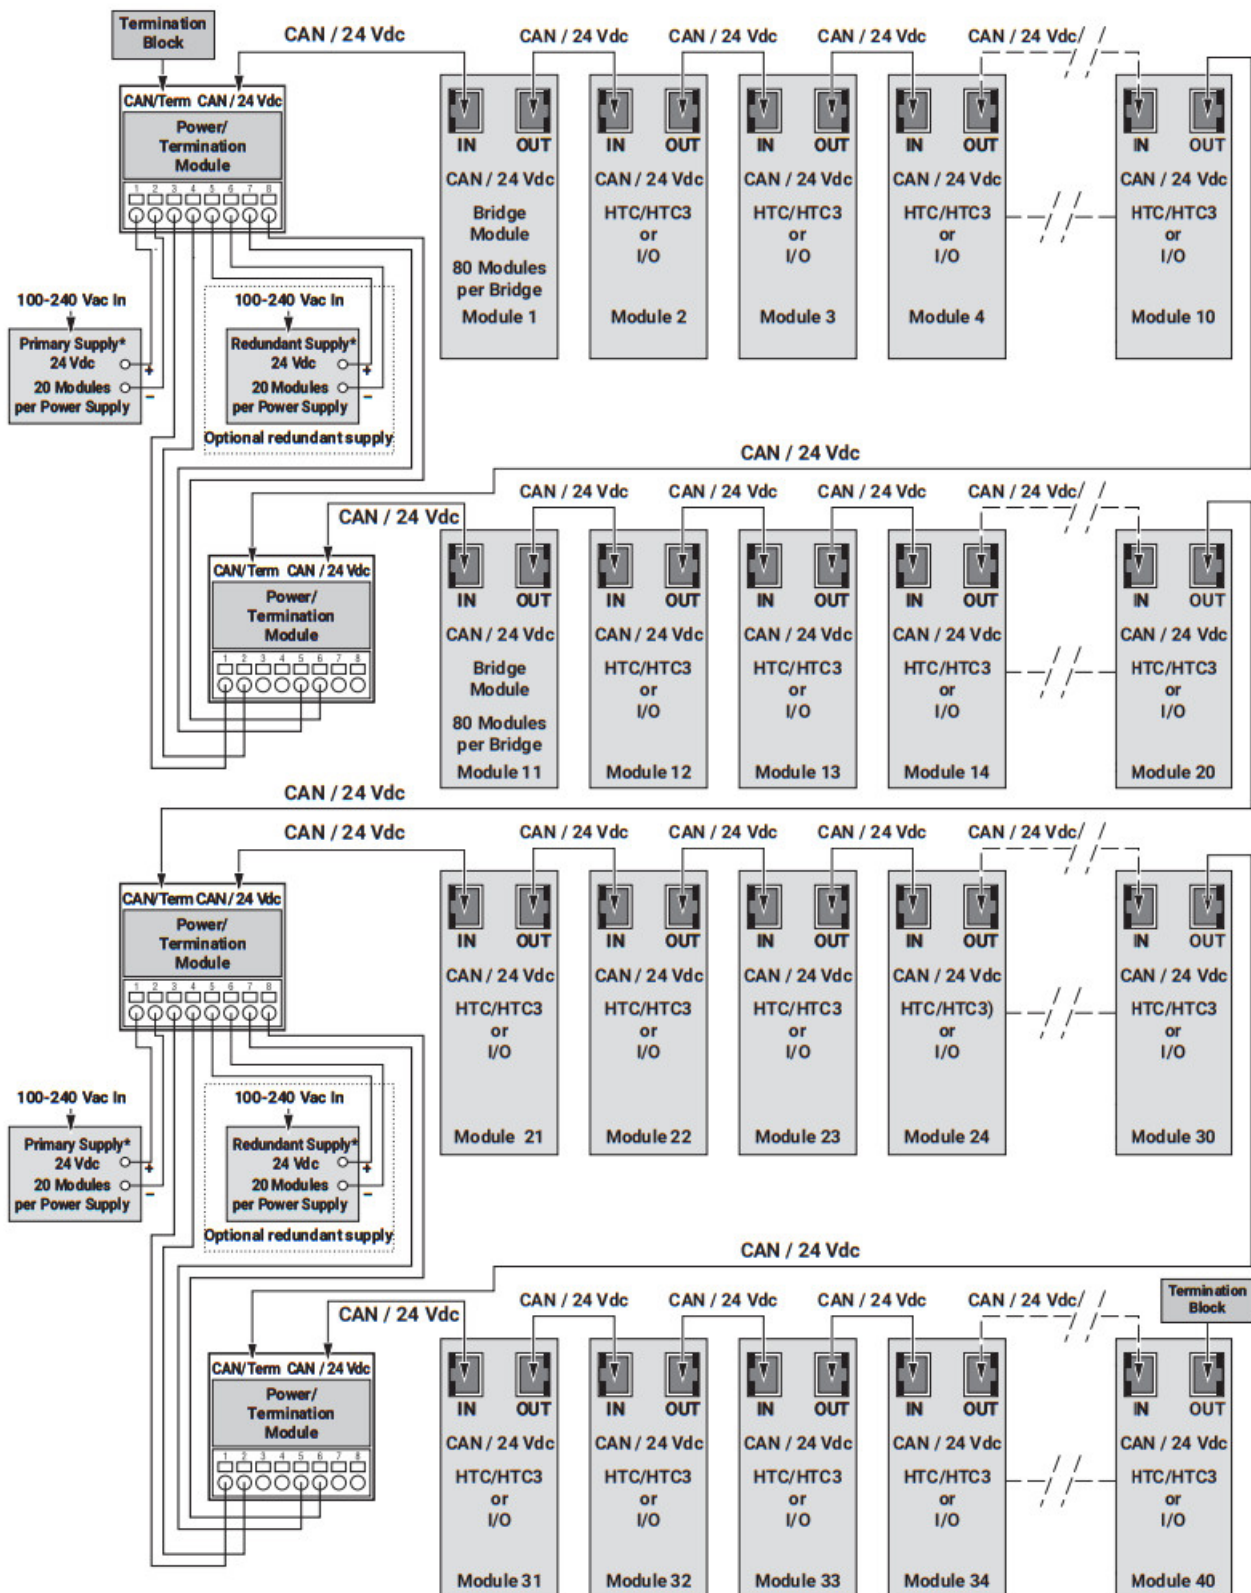 Termination
Block
CAN / 24 Vdc
CAN / 24 Vdc
CAN / 24 Vdc
CAN / 24 Vdc
CAN / 24 Vdc
CAN/Term CAN / 24 Vdc
Power/
Termination
Module
1 2 3 4 5 6 7 8
IN OUT
CAN / 24 Vdc
Bridge
Module
80 Modules
per Bridge
Module 1
IN OUT
CAN / 24 Vdc
HTC/HTC3
or
I/O
Module 2
IN OUT
CAN / 24 Vdc
HTC/HTC3
or
I/O
Module 3
IN OUT
CAN / 24 Vdc
HTC/HTC3
or
I/O
Module 4
IN OUT
CAN / 24 Vdc
HTC/HTC3
or
I/O
Module 10
100-240 Vac In
Primary Supply*
24 Vdc
+
20 Modules
–
per Power Supply
100-240 Vac In
Redundant Supply*
24 Vdc
+
20 Modules
–
per Power Supply
Optional redundant supply
CAN / 24 Vdc
CAN / 24 Vdc
CAN / 24 Vdc
CAN / 24 Vdc
CAN / 24 Vdc
CAN / 24 Vdc
CAN/Term CAN / 24 Vdc
Power/
Termination
Module
1 2 3 4 5 6 7 8
IN OUT
CAN / 24 Vdc
Bridge
Module
80 Modules
per Bridge
Module 11
IN OUT
CAN / 24 Vdc
HTC/HTC3
or
I/O
Module 12
IN OUT
CAN / 24 Vdc
HTC/HTC3
or
I/O
Module 13
IN OUT
CAN / 24 Vdc
HTC/HTC3
or
I/O
Module 14
IN OUT
CAN / 24 Vdc
HTC/HTC3
or
I/O
Module 20
CAN / 24 Vdc
CAN / 24 Vdc
CAN / 24 Vdc
CAN / 24 Vdc
CAN / 24 Vdc
CAN / 24 Vdc
CAN/Term CAN / 24 Vdc
Power/
Termination
Module
1 2 3 4 5 6 7 8
IN OUT
CAN / 24 Vdc
HTC/HTC3
or
I/O
Module 21
IN OUT
CAN / 24 Vdc
HTC/HTC3
or
I/O
Module 22
IN OUT
CAN / 24 Vdc
HTC/HTC3
or
I/O
Module 23
IN OUT
CAN / 24 Vdc
HTC/HTC3)
or
I/O
Module 24
IN OUT
CAN / 24 Vdc
HTC/HTC3
or
I/O
Module 30
100-240 Vac In
Primary Supply*
24 Vdc
+
20 Modules
–
per Power Supply
100-240 Vac In
Redundant Supply*
24 Vdc
+
20 Modules
–
per Power Supply
Optional redundant supply
CAN / 24 Vdc
CAN / 24 Vdc
CAN / 24 Vdc
CAN / 24 Vdc
CAN / 24 Vdc
CAN / 24 Vdc
Termination
Block
CAN/Term CAN / 24 Vdc
Power/
Termination
Module
1 2 3 4 5 6 7 8
IN OUT
CAN / 24 Vdc
HTC/HTC3
or
I/O
Module 31
IN OUT
CAN / 24 Vdc
HTC/HTC3
or
I/O
Module 32
IN OUT
CAN / 24 Vdc
HTC/HTC3
or
I/O
Module 33
IN OUT
CAN / 24 Vdc
HTC/HTC3
or
I/O
Module 34
IN OUT
CAN / 24 Vdc
HTC/HTC3
or
I/O
Module 40